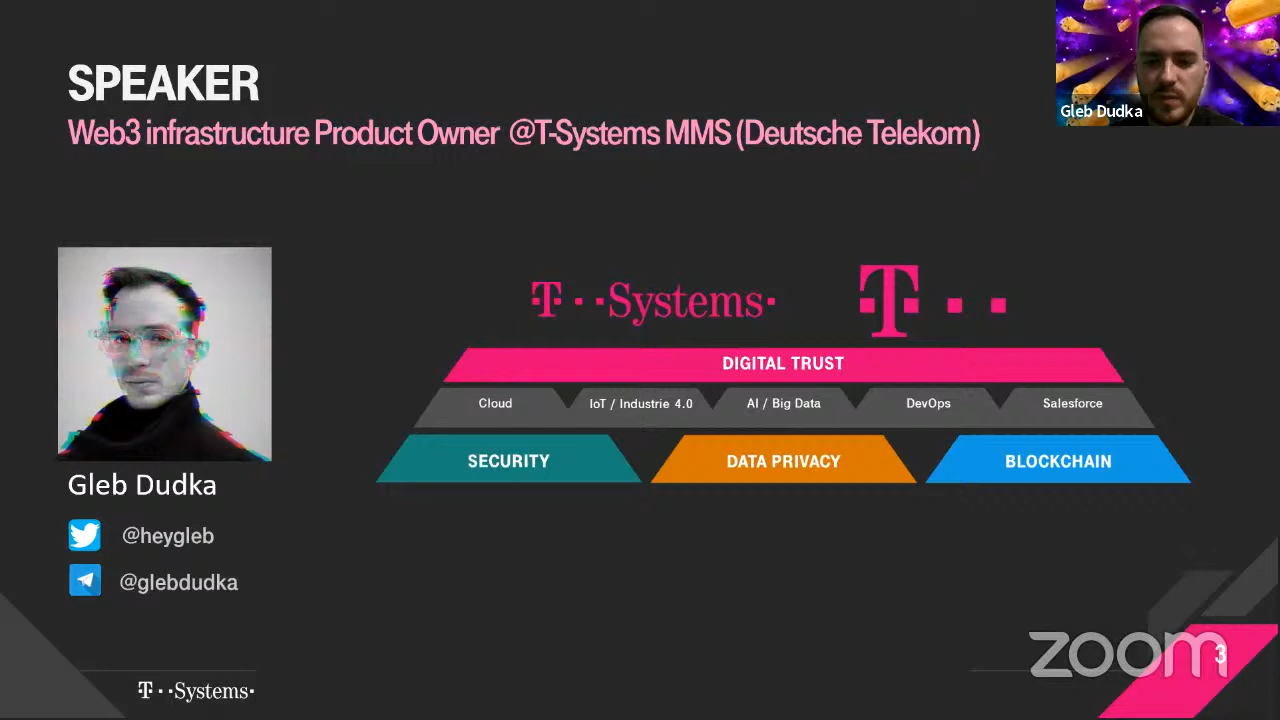 SPEAKER
Web3 infrastructure Product Owner @T-Systems MMS (Deutsche Telekom)
Gleb Dudka
T··Systems·
T··
DIGITAL TRUST
Cloud
IoT / Industrie 4.0
AI / Big Data
DevOps
Salesforce
SECURITY
DATA PRIVACY
BLOCKCHAIN
Gleb Dudka
@heygleb
@glebdudka
T··Systems·
zoom
3